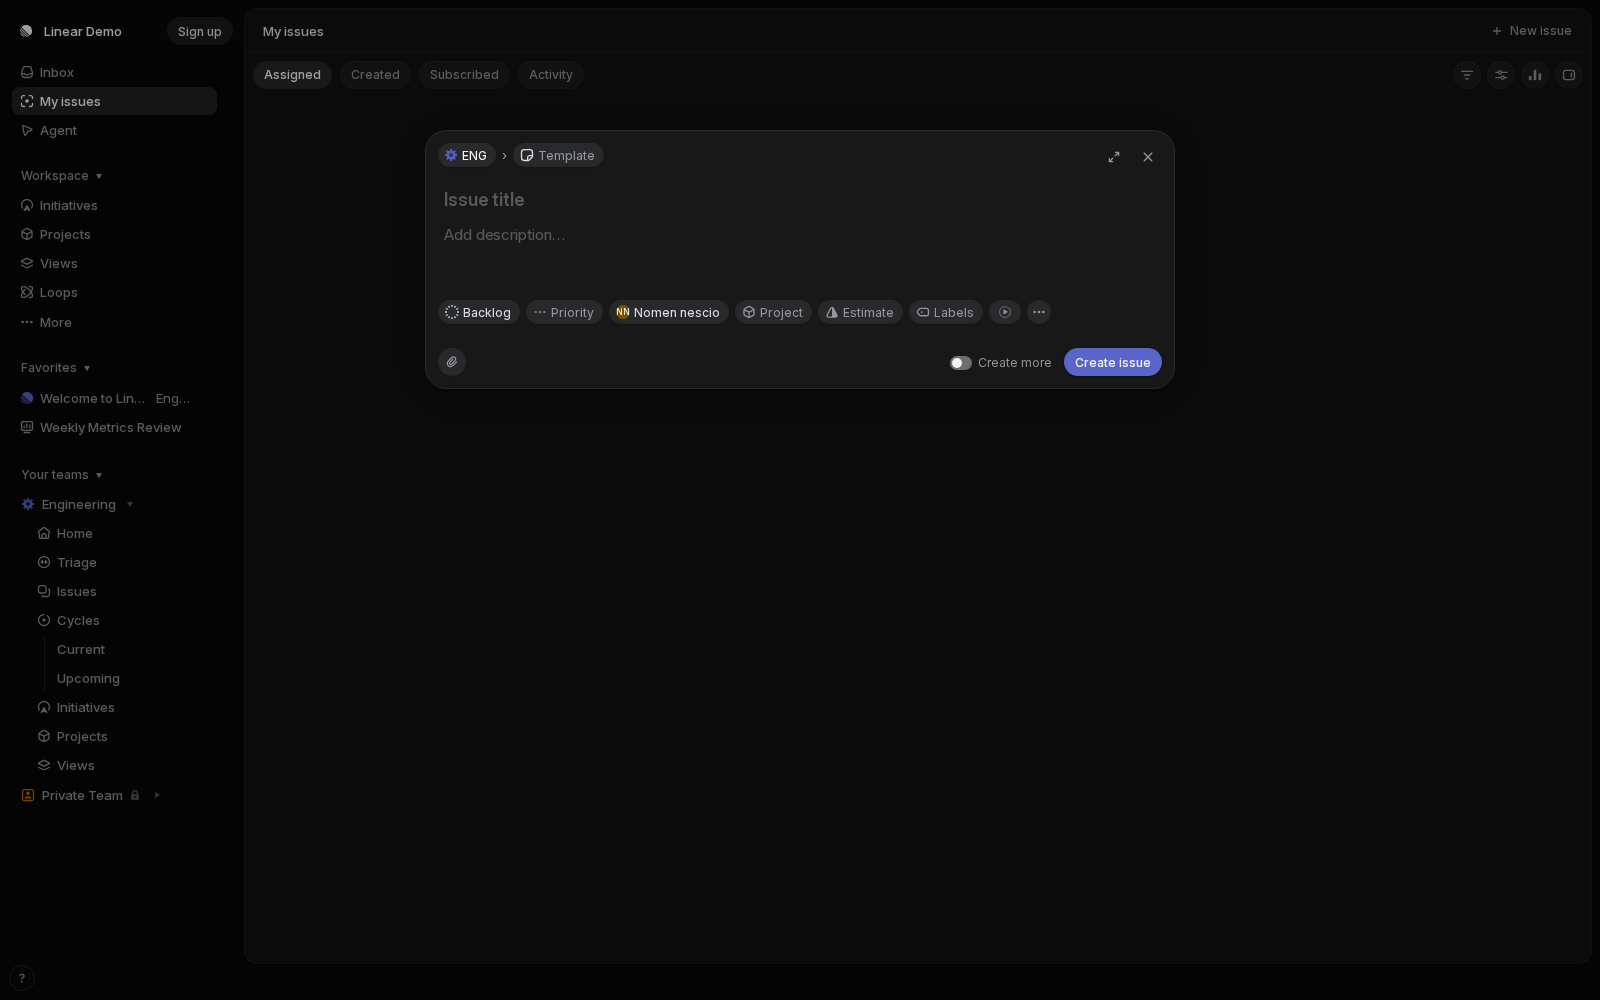 Linear Demo
Sign up
Inbox
My issues
Agent
Workspace
Initiatives
Projects
Views
Loops
More
Favorites
Welcome to Lin… Eng…
Weekly Metrics Review
Your teams
Engineering
Home
Triage
Issues
Cycles
Current
Upcoming
Initiatives
Projects
Views
Private Team
?
My issues
New issue
Assigned Created Subscribed Activity
ENG › Template
Issue title
Add description…
Backlog Priority NN Nomen nescio Project Estimate Labels
Create more Create issue